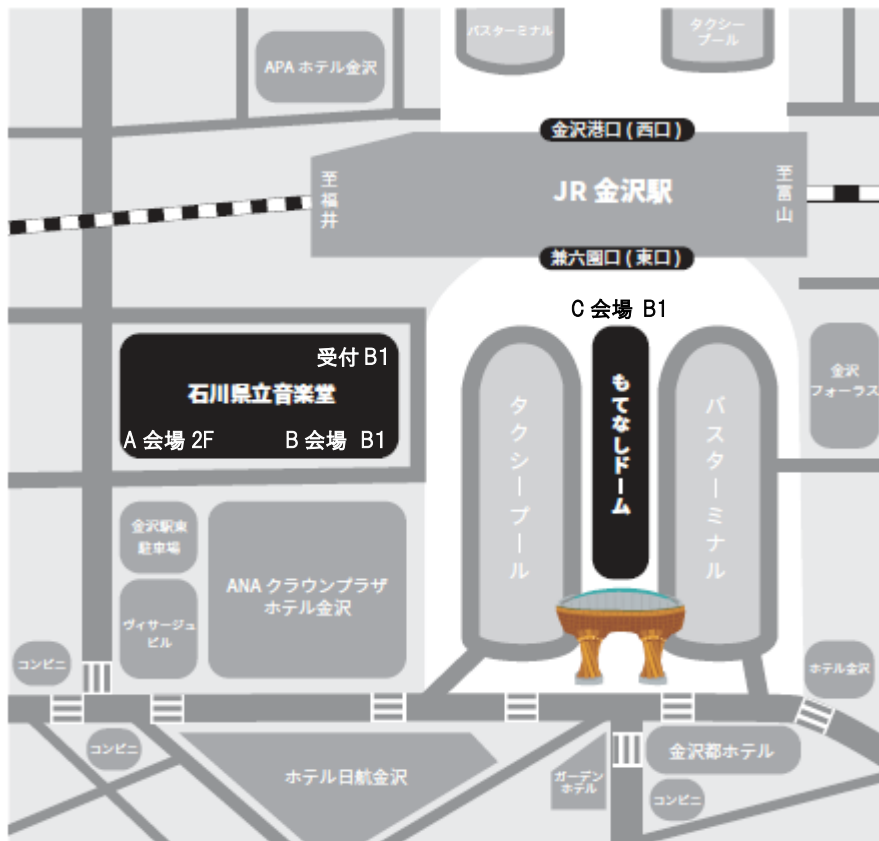 バスターミナル
タクシー
プール
APA ホテル金沢
金沢港口 ( 西口 )
至福井
JR 金沢駅
至富山
兼六園口 ( 東口 )
C 会場 B1
受付 B1
石川県立音楽堂
A 会場 2F
B 会場 B1
タクシープール
もてなしドーム
バスターミナル
金沢
フォーラス
金沢駅東
駐車場
ANA クラウンプラザ
ホテル金沢
ヴィサージュ
ビル
コンビニ
ホテル金沢
コンビニ
ホテル日航金沢
ガーデン
ホテル
金沢都ホテル
コンビニ